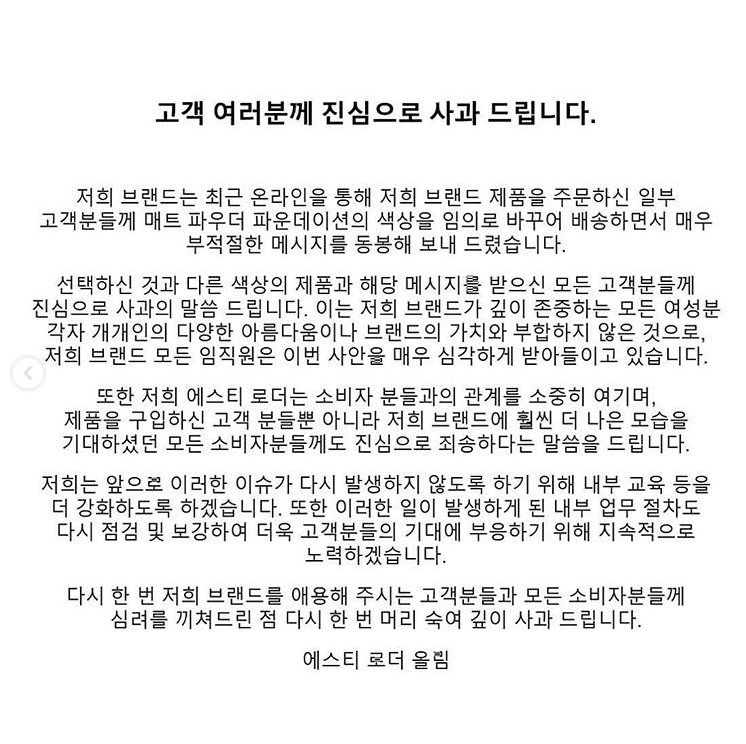 고객 여러분께 진심으로 사과 드립니다.
저희 브랜드는 최근 온라인을 통해 저희 브랜드 제품을 주문하신 일부
고객분들께 매트 파우더 파운데이션의 색상을 임의로 바꾸어 배송하면서 매우
부적절한 메시지를 동봉해 보내 드렸습니다.
선택하신 것과 다른 색상의 제품과 해당 메시지를 받으신 모든 고객분들께
진심으로 사과의 말씀 드립니다. 이는 저희 브랜드가 깊이 존중하는 모든 여성분
각자 개개인의 다양한 아름다움이나 브랜드의 가치와 부합하지 않은 것으로,
저희 브랜드 모든 임직원은 이번 사안을 매우 심각하게 받아들이고 있습니다.
또한 저희 에스티 로더는 소비자 분들과의 관계를 소중히 여기며,
제품을 구입하신 고객 분들뿐 아니라 저희 브랜드에 훨씬 더 나은 모습을
기대하셨던 모든 소비자분들께도 진심으로 죄송하다는 말씀을 드립니다.
저희는 앞으로 이러한 이슈가 다시 발생하지 않도록 하기 위해 내부 교육 등을
더 강화하도록 하겠습니다. 또한 이러한 일이 발생하게 된 내부 업무 절차도
다시 점검 및 보강하여 더욱 고객분들의 기대에 부응하기 위해 지속적으로
노력하겠습니다.
다시 한 번 저희 브랜드를 애용해 주시는 고객분들과 모든 소비자분들께
심려를 끼쳐드린 점 다시 한 번 머리 숙여 깊이 사과 드립니다.
에스티 로더 올림